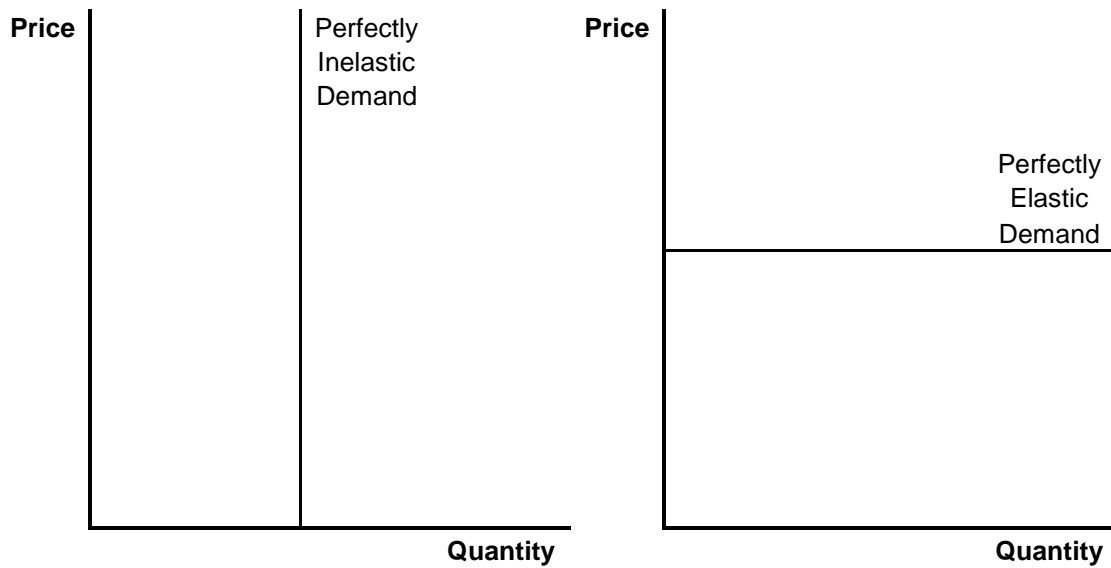 Price
Perfectly
Inelastic
Demand
Quantity
Price
Perfectly
Elastic
Demand
Quantity